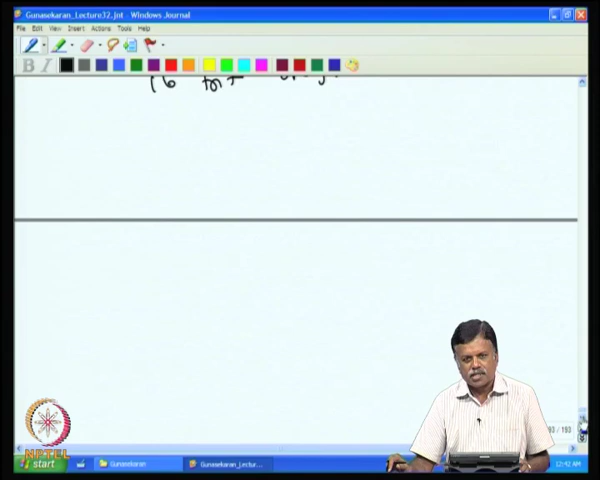 Gunasekaran_Lecture32.jnt - Windows Journal
File Edit View Insert Actions Tools Help
B I
16
193 / 193
NPTEL
start
Gunasekaran
Gunasekaran_Lectur...
12:42 AM